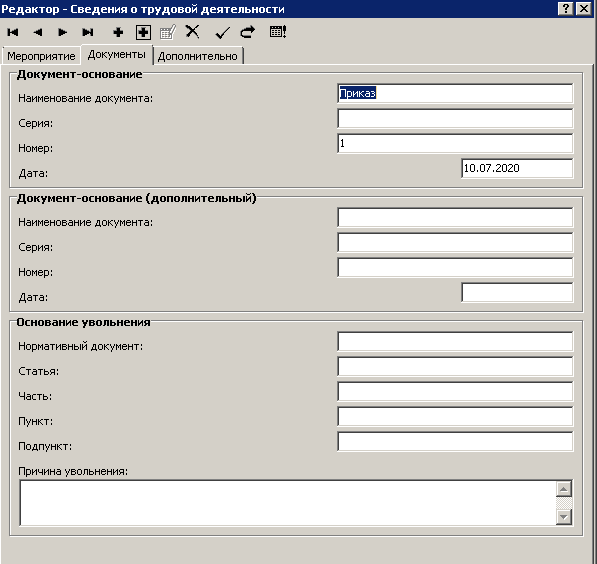 Редактор - Сведения о трудовой деятельности
Мероприятие Документы Дополнительно
Документ-основание
Наименование документа: Приказ
Серия:
Номер: 1
Дата: 10.07.2020
Документ-основание (дополнительный)
Наименование документа:
Серия:
Номер:
Дата:
Основание увольнения
Нормативный документ:
Статья:
Часть:
Пункт:
Подпункт:
Причина увольнения: